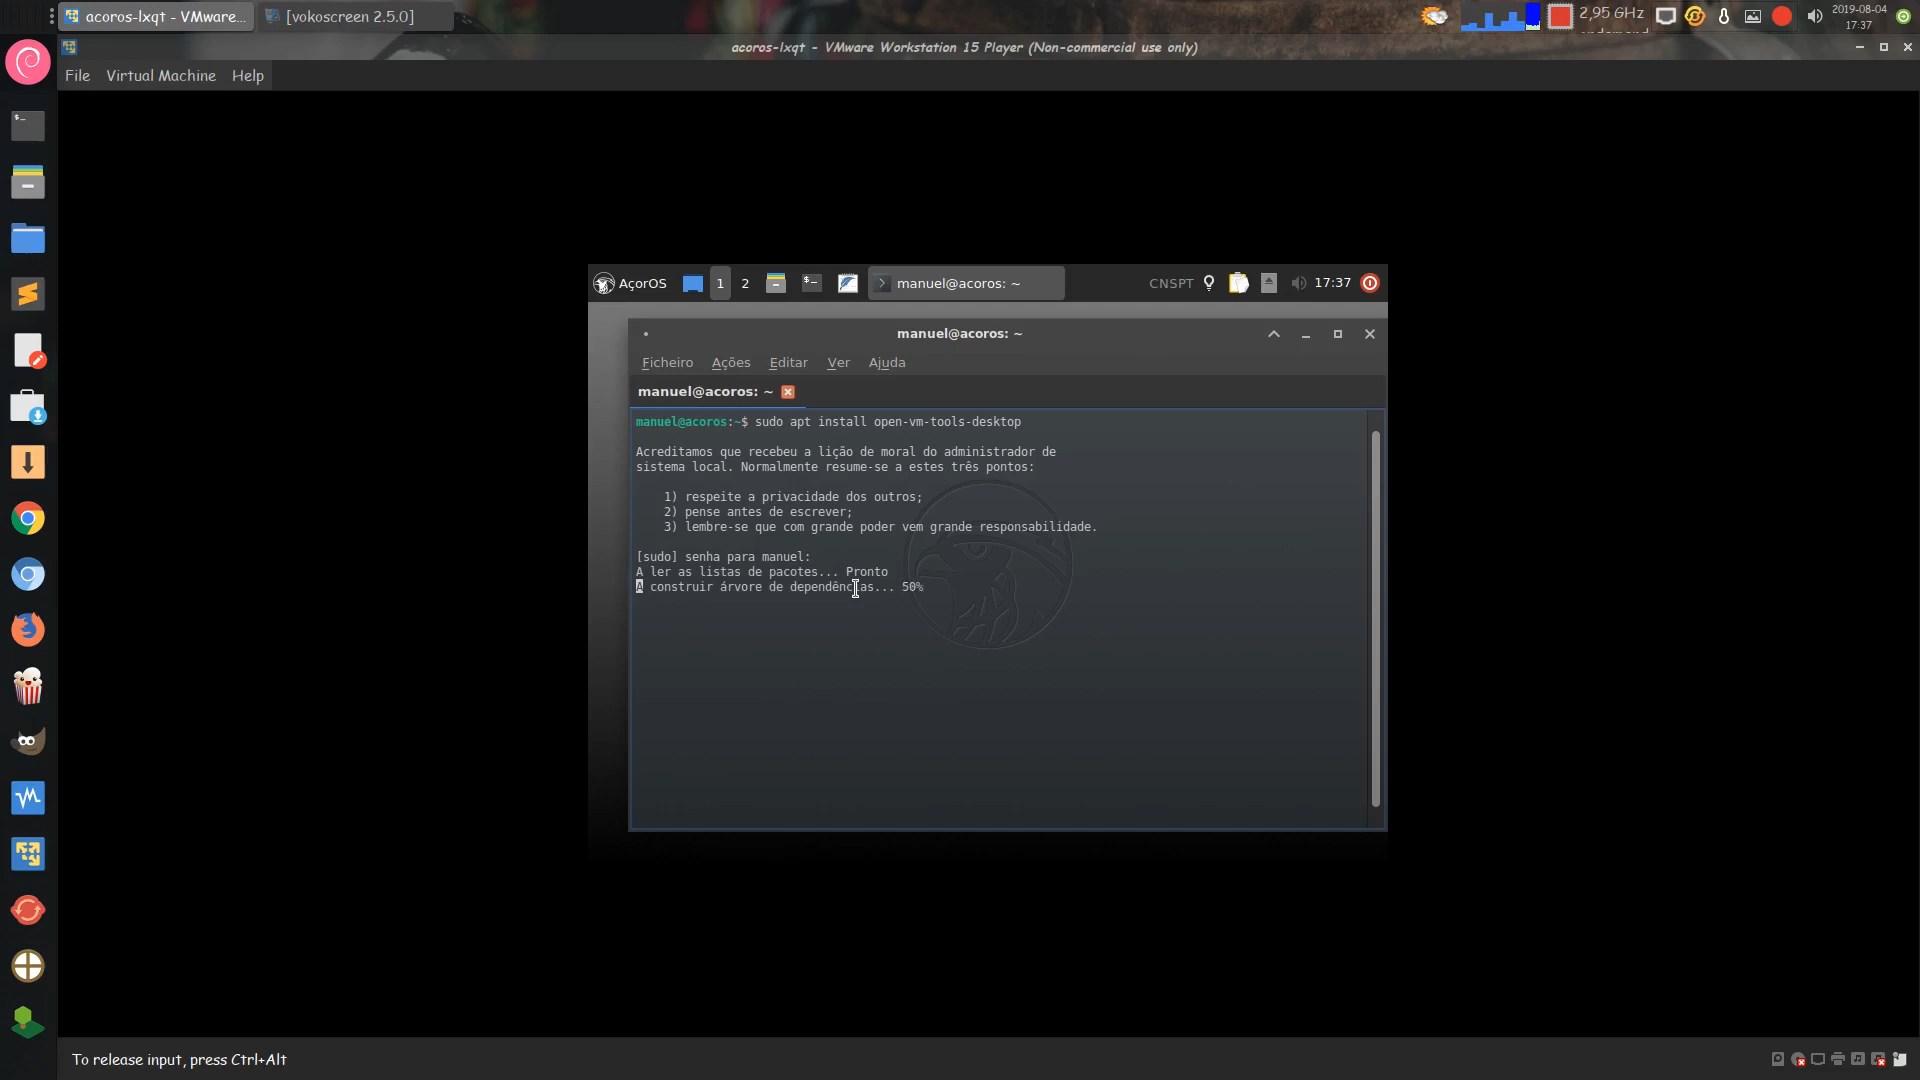 acoros-lxqt - VMware...
[vokoscreen 2.5.0]
2,95 GHz
ondemand
2019-08-04
17:37
acoros-lxqt - VMware Workstation 15 Player (Non-commercial use only)
File Virtual Machine Help
AçorOS 1 2 manuel@acoros: ~ CNSPT 17:37
manuel@acoros: ~
Ficheiro Ações Editar Ver Ajuda
manuel@acoros: ~
manuel@acoros:~$ sudo apt install open-vm-tools-desktop
Acreditamos que recebeu a lição de moral do administrador de
sistema local. Normalmente resume-se a estes três pontos:
1) respeite a privacidade dos outros;
2) pense antes de escrever;
3) lembre-se que com grande poder vem grande responsabilidade.
[sudo] senha para manuel:
A ler as listas de pacotes... Pronto
A construir árvore de dependências... 50%
To release input, press Ctrl+Alt